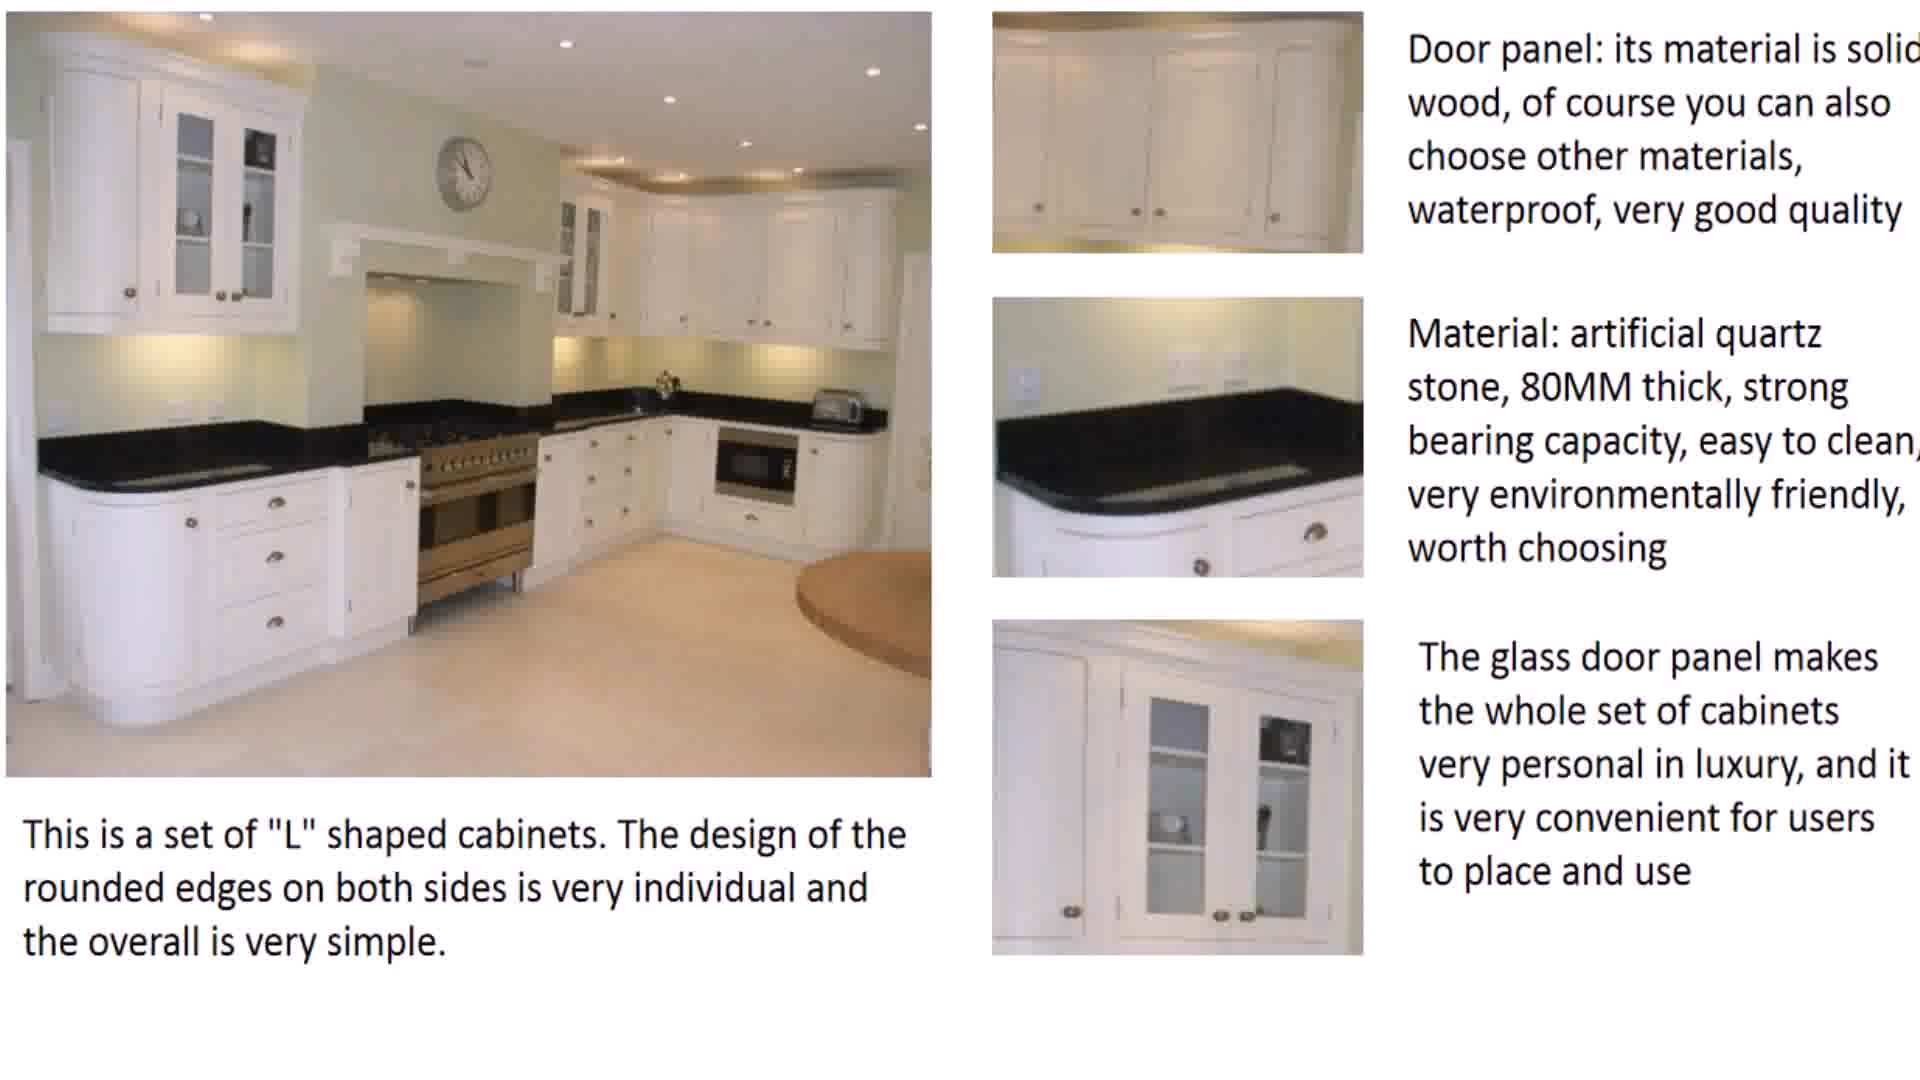 Door panel: its material is solid
wood, of course you can also
choose other materials,
waterproof, very good quality
Material: artificial quartz
stone, 80MM thick, strong
bearing capacity, easy to clean,
very environmentally friendly,
worth choosing
The glass door panel makes
the whole set of cabinets
very personal in luxury, and it
is very convenient for users
to place and use
This is a set of "L" shaped cabinets. The design of the
rounded edges on both sides is very individual and
the overall is very simple.